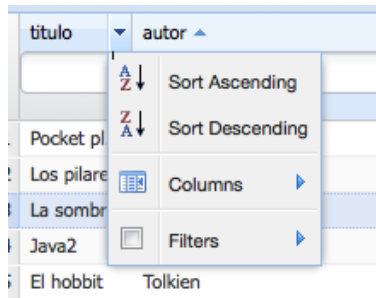 titulo autor
Sort Ascending
Sort Descending
Pocket pl
Los pilare
Columns
La sombr
Java2
Filters
El hobbit Tolkien